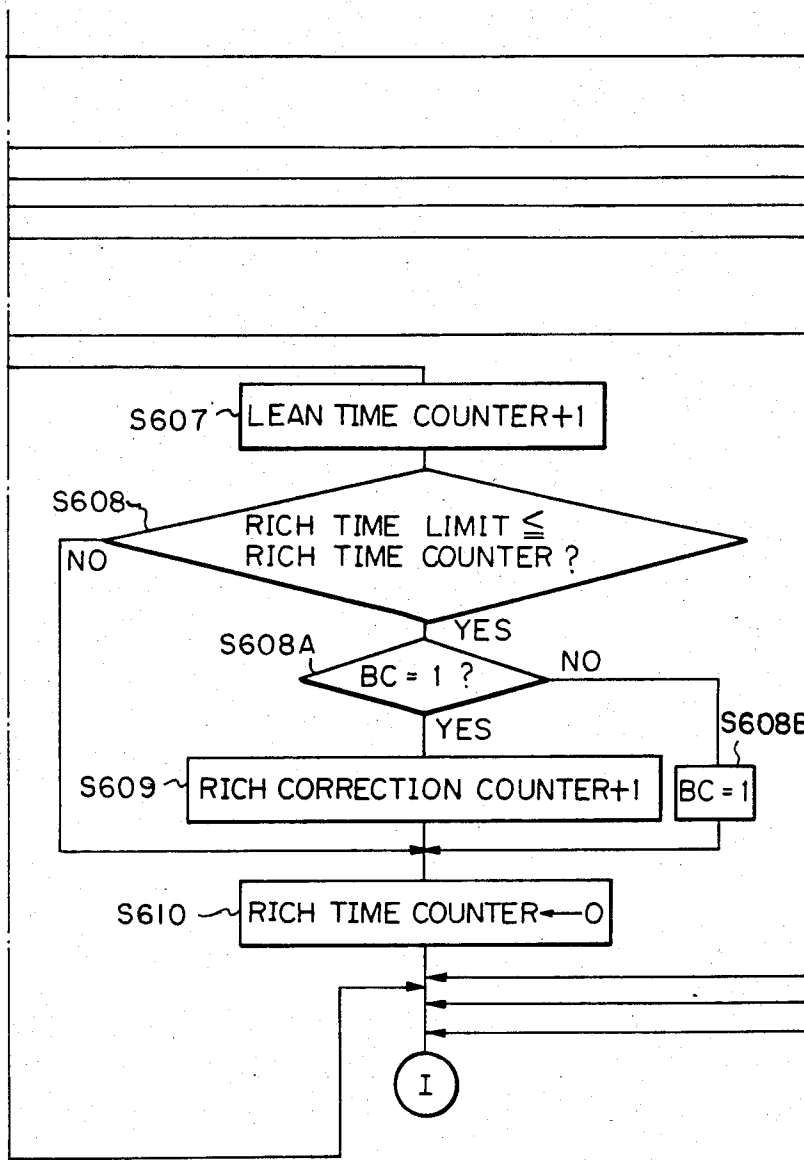 S607 LEAN TIME COUNTER+1
S608
RICH TIME LIMIT ≦
NO RICH TIME COUNTER ?
YES
S608A BC = 1 ? NO
YES S608B
S609 RICH CORRECTION COUNTER+1 BC=1
S610 RICH TIME COUNTER←0
I